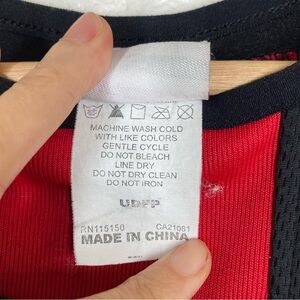 MACHINE WASH COLD
WITH LIKE COLORS
GENTLE CYCLE
DO NOT BLEACH
LINE DRY
DO NOT DRY CLEAN
DO NOT IRON
UDFP
RN115150 CA21081
MADE IN CHINA